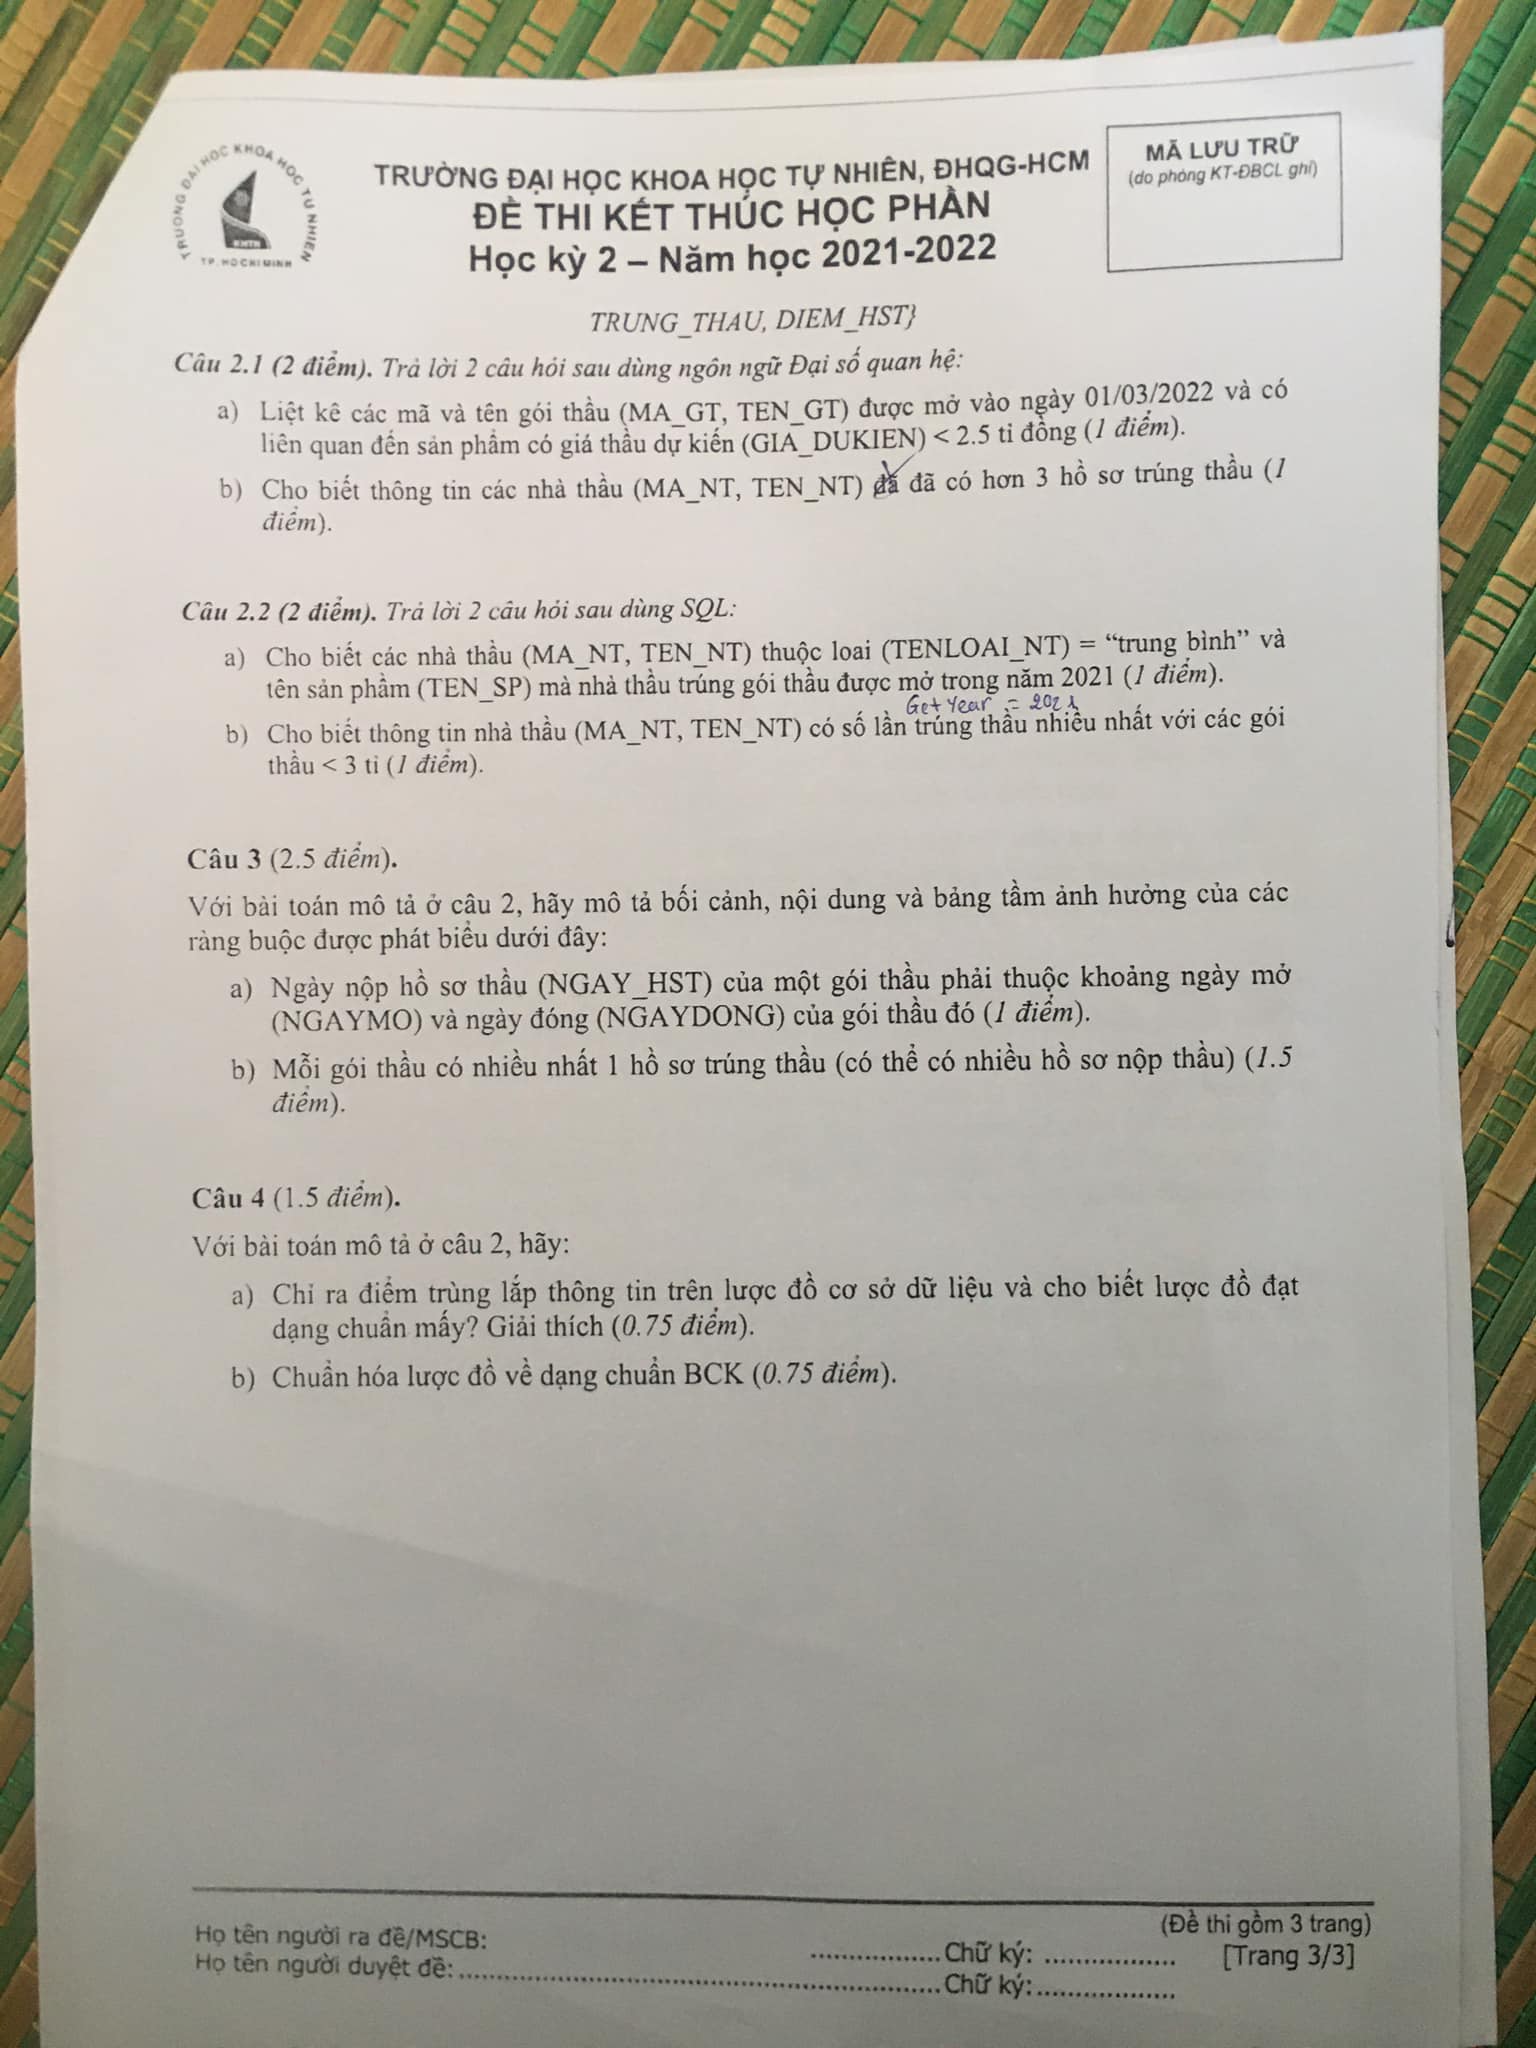 TRƯỜNG ĐẠI HỌC KHOA HỌC TỰ NHIÊN
KHTN
TP. HO CHI MINH
TRƯỜNG ĐẠI HỌC KHOA HỌC TỰ NHIÊN, ĐHQG-HCM
ĐỀ THI KẾT THÚC HỌC PHẦN
Học kỳ 2 – Năm học 2021-2022
MÃ LƯU TRỮ
(do phòng KT-ĐBCL ghi)
TRUNG_THAU, DIEM_HST}
Câu 2.1 (2 điểm). Trả lời 2 câu hỏi sau dùng ngôn ngữ Đại số quan hệ:
a) Liệt kê các mã và tên gói thầu (MA_GT, TEN_GT) được mở vào ngày 01/03/2022 và có
liên quan đến sản phẩm có giá thầu dự kiến (GIA_DUKIEN) < 2.5 tỉ đồng (1 điểm).
b) Cho biết thông tin các nhà thầu (MA_NT, TEN_NT) đã đã có hơn 3 hồ sơ trúng thầu (1
điểm).
Câu 2.2 (2 điểm). Trả lời 2 câu hỏi sau dùng SQL:
a) Cho biết các nhà thầu (MA_NT, TEN_NT) thuộc loai (TENLOAI_NT) = “trung bình” và
tên sản phẩm (TEN_SP) mà nhà thầu trúng gói thầu được mở trong năm 2021 (1 điểm).
Get Year = 2021
b) Cho biết thông tin nhà thầu (MA_NT, TEN_NT) có số lần trúng thầu nhiều nhất với các gói
thầu < 3 tỉ (1 điểm).
Câu 3 (2.5 điểm).
Với bài toán mô tả ở câu 2, hãy mô tả bối cảnh, nội dung và bảng tầm ảnh hưởng của các
ràng buộc được phát biểu dưới đây:
a) Ngày nộp hồ sơ thầu (NGAY_HST) của một gói thầu phải thuộc khoảng ngày mở
(NGAYMO) và ngày đóng (NGAYDONG) của gói thầu đó (1 điểm).
b) Mỗi gói thầu có nhiều nhất 1 hồ sơ trúng thầu (có thể có nhiều hồ sơ nộp thầu) (1.5
điểm).
Câu 4 (1.5 điểm).
Với bài toán mô tả ở câu 2, hãy:
a) Chỉ ra điểm trùng lắp thông tin trên lược đồ cơ sở dữ liệu và cho biết lược đồ đạt
dạng chuẩn mấy? Giải thích (0.75 điểm).
b) Chuẩn hóa lược đồ về dạng chuẩn BCK (0.75 điểm).
(Đề thi gồm 3 trang)
Họ tên người ra đề/MSCB: .................. Chữ ký: .................. [Trang 3/3]
Họ tên người duyệt đề: .................. Chữ ký: ..................